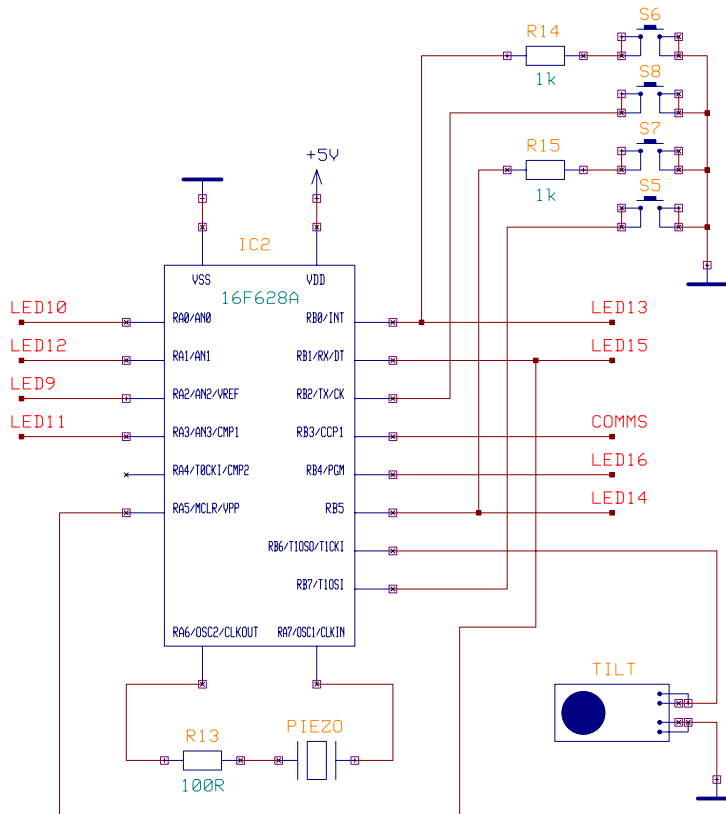 S6
R14
1k
S8
S7
R15
1k
S5
+5V
IC2
VSS
VDD
16F628A
LED10
RA0/AN0
RB0/INT
LED13
LED12
RA1/AN1
RB1/RX/DT
LED15
LED9
RA2/AN2/VREF
RB2/TX/CK
LED11
RA3/AN3/CMP1
RB3/CCP1
COMMS
RA4/T0CKI/CMP2
RB4/PGM
LED16
RA5/MCLR/VPP
RB5
LED14
RB6/T1OSO/T1CKI
RB7/T1OSI
RA6/OSC2/CLKOUT
RA7/OSC1/CLKIN
TILT
R13
PIEZO
100R